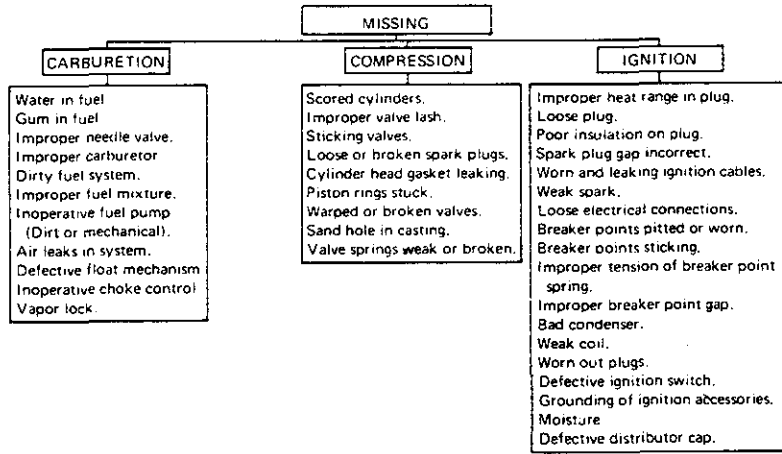 MISSING
CARBURETION
Water in fuel
Gum in fuel
Improper needle valve.
Improper carburetor
Dirty fuel system.
Improper fuel mixture.
Inoperative fuel pump
(Dirt or mechanical).
Air leaks in system.
Defective float mechanism
Inoperative choke control
Vapor lock.
COMPRESSION
Scored cylinders.
Improper valve lash.
Sticking valves.
Loose or broken spark plugs.
Cylinder head gasket leaking.
Piston rings stuck.
Warped or broken valves.
Sand hole in casting.
Valve springs weak or broken.
IGNITION
Improper heat range in plug.
Loose plug.
Poor insulation on plug.
Spark plug gap incorrect.
Worn and leaking ignition cables.
Weak spark.
Loose electrical connections.
Breaker points pitted or worn.
Breaker points sticking.
Improper tension of breaker point
spring.
Improper breaker point gap.
Bad condenser.
Weak coil.
Worn out plugs.
Defective ignition switch.
Grounding of ignition accessories.
Moisture
Defective distributor cap.